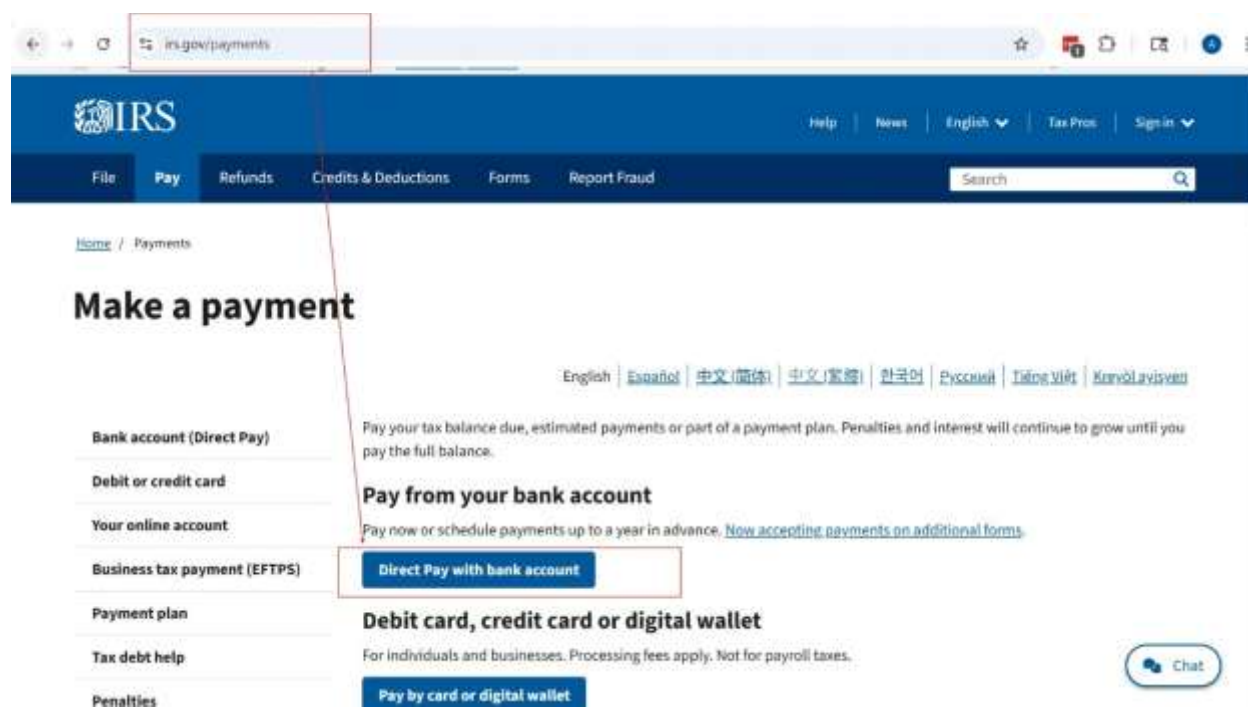 irs.gov/payments
IRS
Help News English Tax Pros Sign in
File Pay Refunds Credits & Deductions Forms Report Fraud Search
Home / Payments
Make a payment
English Español 中文 (简体) 中文 (繁體) 한국어 Русский Tiếng Việt Kreyòl ayisyen
Bank account (Direct Pay)
Debit or credit card
Your online account
Business tax payment (EFTPS)
Payment plan
Tax debt help
Penalties
Pay your tax balance due, estimated payments or part of a payment plan. Penalties and interest will continue to grow until you
pay the full balance.
Pay from your bank account
Pay now or schedule payments up to a year in advance. Now accepting payments on additional forms.
Direct Pay with bank account
Debit card, credit card or digital wallet
For individuals and businesses. Processing fees apply. Not for payroll taxes.
Pay by card or digital wallet
Chat